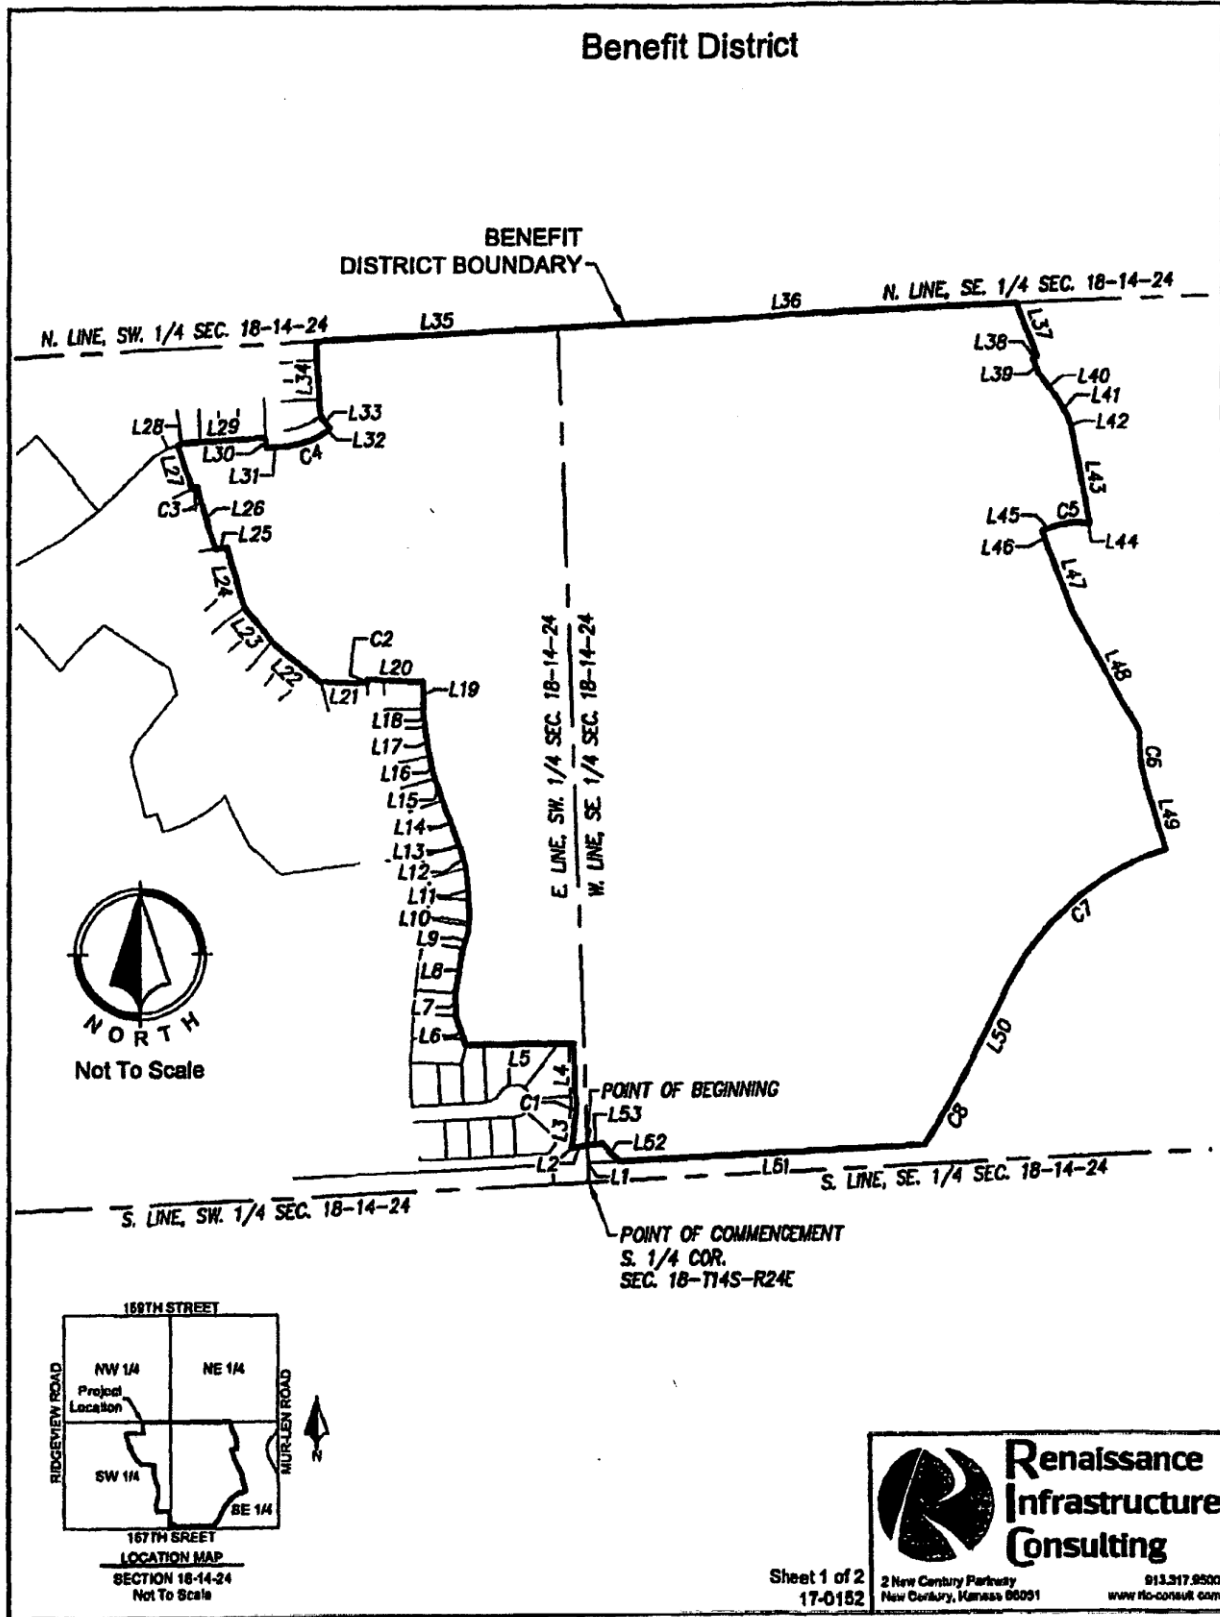 Benefit District
BENEFIT
DISTRICT BOUNDARY
N. LINE, SW. 1/4 SEC. 18-14-24
L35
L36
N. LINE, SE. 1/4 SEC. 18-14-24
L37
L38
L39
L40
L41
L42
L43
C5
L44
L45
L46
L47
L48
C6
L49
C7
L50
C8
L34
L33
L32
C4
L28
L29
L30
L31
L27
C3
L26
L25
L24
L23
L22
C2
L20
L21
L19
L18
L17
L16
L15
L14
L13
L12
L11
L10
L9
L8
L7
L6
L5
L4
C1
L3
L2
L1
E. LINE, SW. 1/4 SEC. 18-14-24
W. LINE, SE. 1/4 SEC. 18-14-24
POINT OF BEGINNING
L53
L52
L51
S. LINE, SE. 1/4 SEC. 18-14-24
S. LINE, SW. 1/4 SEC. 18-14-24
POINT OF COMMENCEMENT
S. 1/4 COR.
SEC. 18-T14S-R24E
NORTH
Not To Scale
159TH STREET
NW 1/4
NE 1/4
Project
Location
RIDGEVIEW ROAD
MUR-LEN ROAD
N
SW 1/4
SE 1/4
167TH SREET
LOCATION MAP
SECTION 18-14-24
Not To Scale
Sheet 1 of 2
17-0152
Renaissance
Infrastructure
Consulting
2 New Century Parkway
New Century, Kansas 66031
913.317.9500
www.ric-consult.com